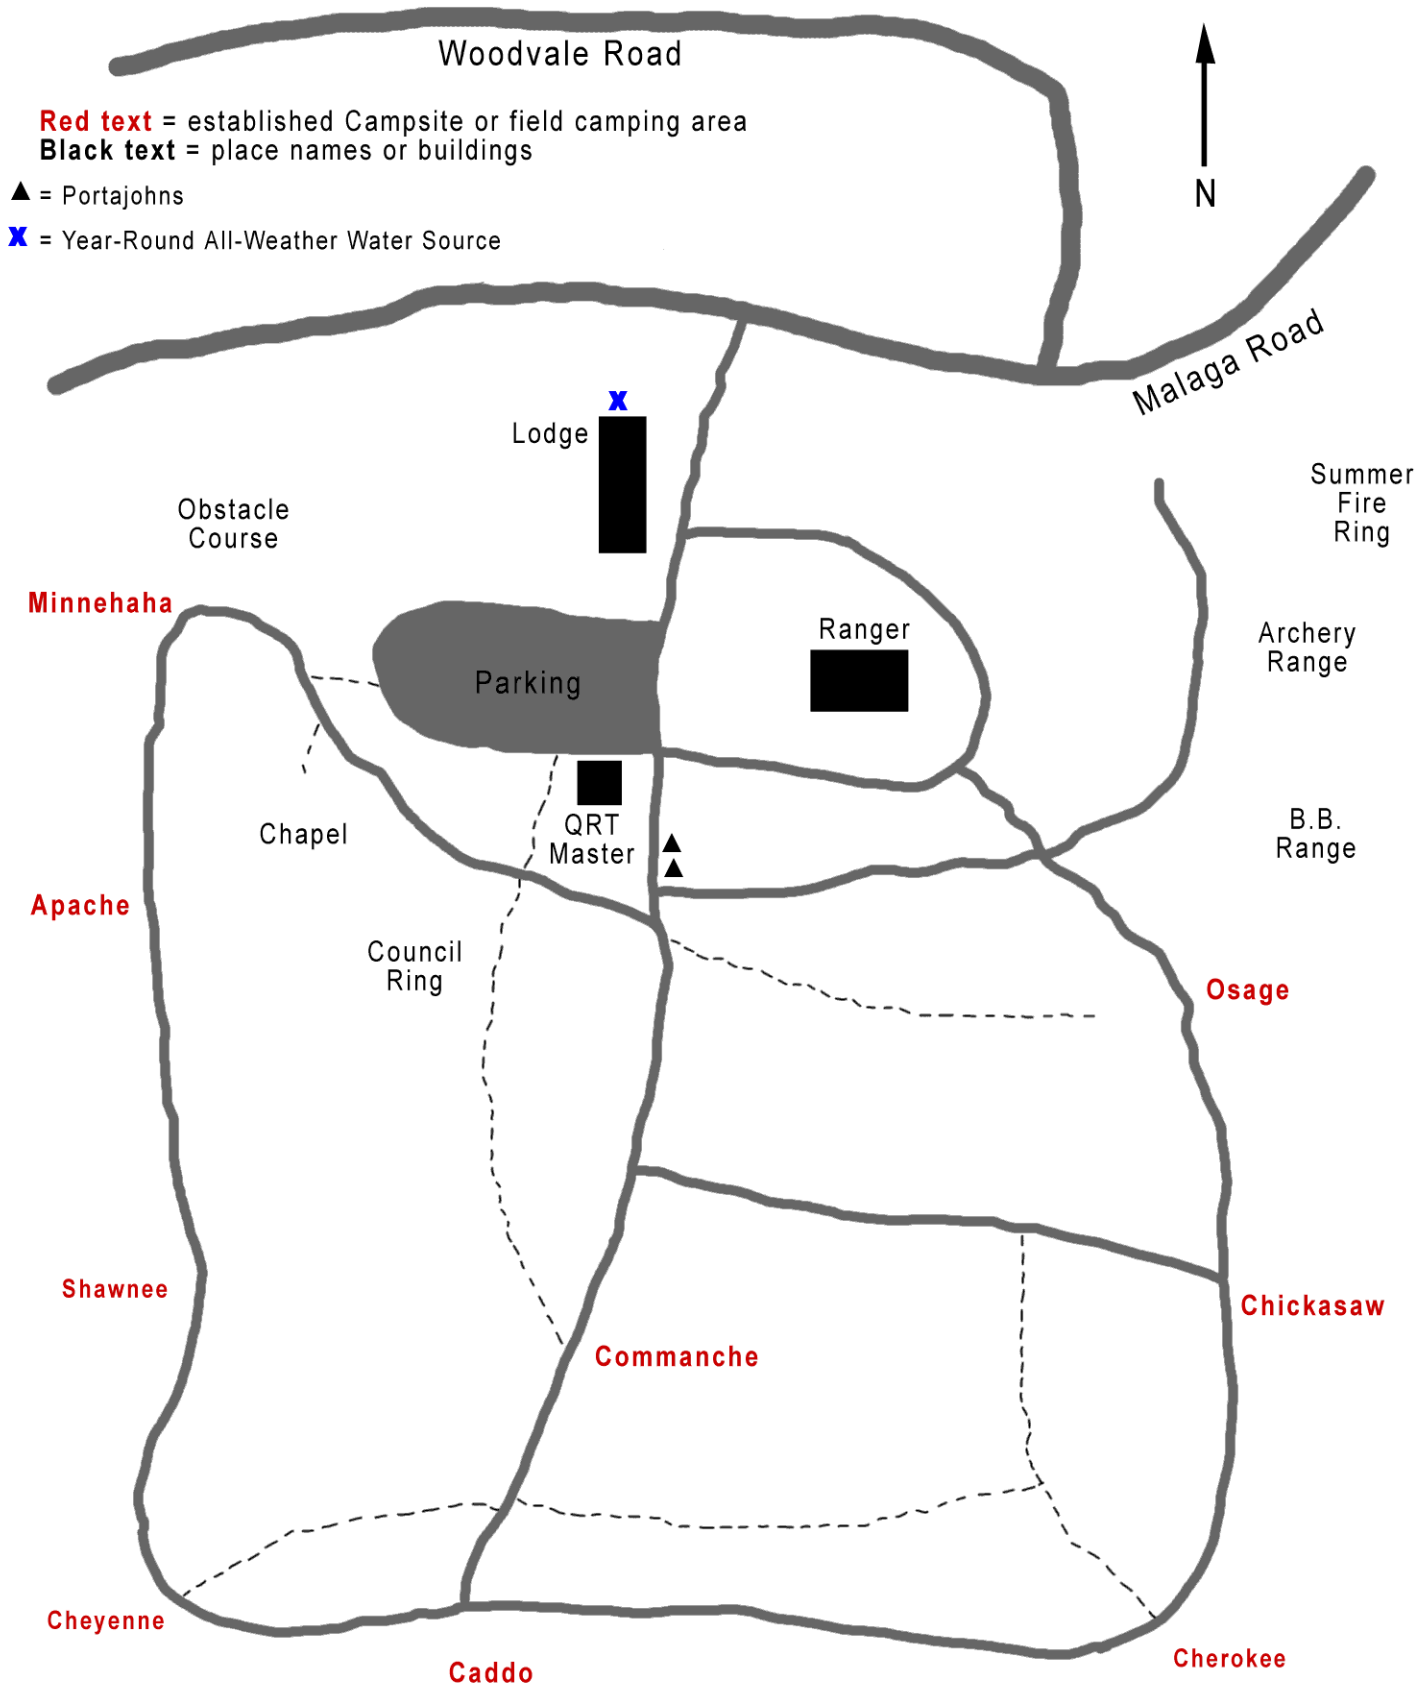 Woodvale Road
Red text = established Campsite or field camping area
Black text = place names or buildings
= Portajohns
x = Year-Round All-Weather Water Source
N
Malaga Road
x
Lodge
Summer
Fire
Ring
Obstacle
Course
Minnehaha
Ranger
Archery
Range
Parking
QRT
Master
Chapel
B.B.
Range
Apache
Council
Ring
Osage
Shawnee
Chickasaw
Commanche
Cheyenne
Caddo
Cherokee